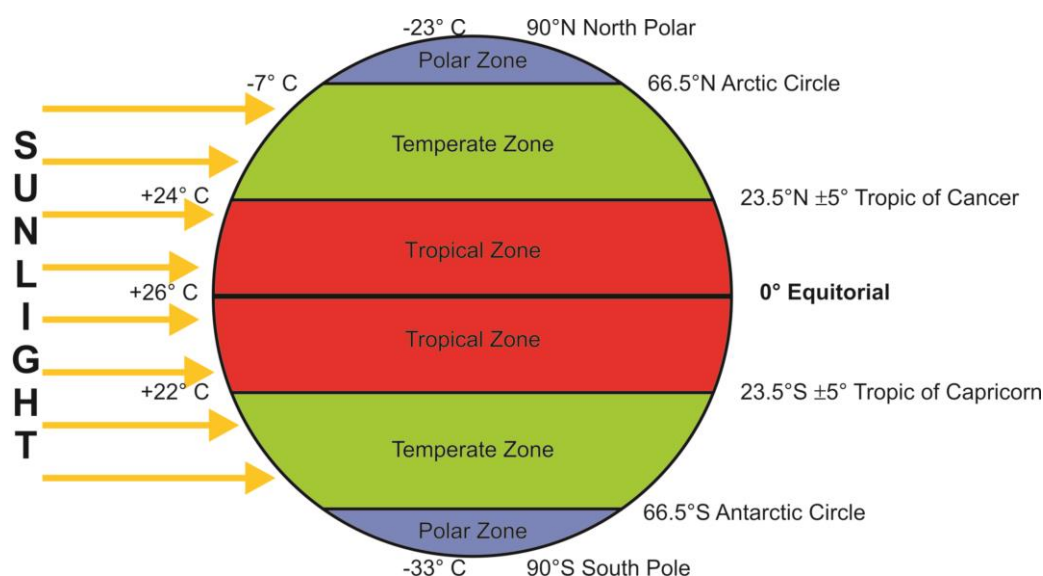 -23° C
90°N North Polar
Polar Zone
-7° C
66.5°N Arctic Circle
SUNLIGHT
Temperate Zone
+24° C
23.5°N ±5° Tropic of Cancer
Tropical Zone
+26° C
0° Equitorial
Tropical Zone
+22° C
23.5°S ±5° Tropic of Capricorn
Temperate Zone
66.5°S Antarctic Circle
Polar Zone
-33° C
90°S South Pole